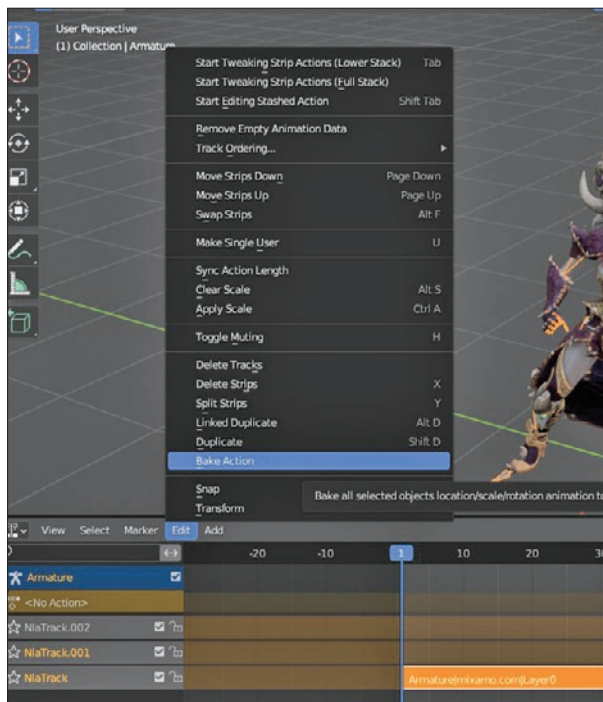 User Perspective
(1) Collection | Armature
Start Tweaking Strip Actions (Lower Stack) Tab
Start Tweaking Strip Actions (Full Stack)
Start Editing Stashed Action Shift Tab
Remove Empty Animation Data
Track Ordering...
Move Strips Down Page Down
Move Strips Up Page Up
Swap Strips Alt F
Make Single User U
Sync Action Length
Clear Scale Alt S
Apply Scale Ctrl A
Toggle Muting H
Delete Tracks
Delete Strips X
Split Strips Y
Linked Duplicate Alt D
Duplicate Shift D
Bake Action
Snap
Bake all selected objects location/scale/rotation animation to
Transform
View Select Marker Edit Add
-20 -10 1 10 20
Armature
<No Action>
NlaTrack.002
NlaTrack.001
NlaTrack
Armature|mixamo.com|Layer0